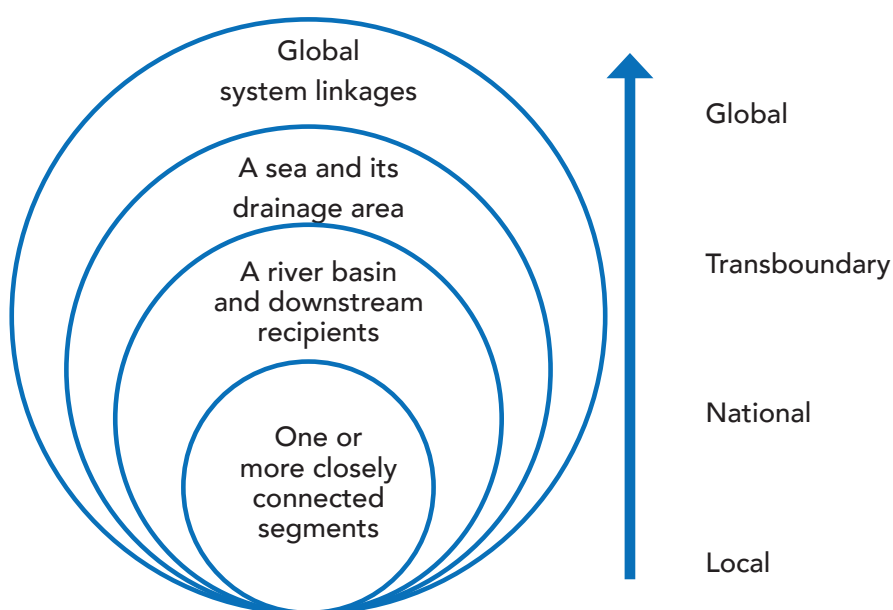 Global
system linkages
A sea and its
drainage area
A river basin
and downstream
recipients
One or
more closely
connected
segments
Global
Transboundary
National
Local